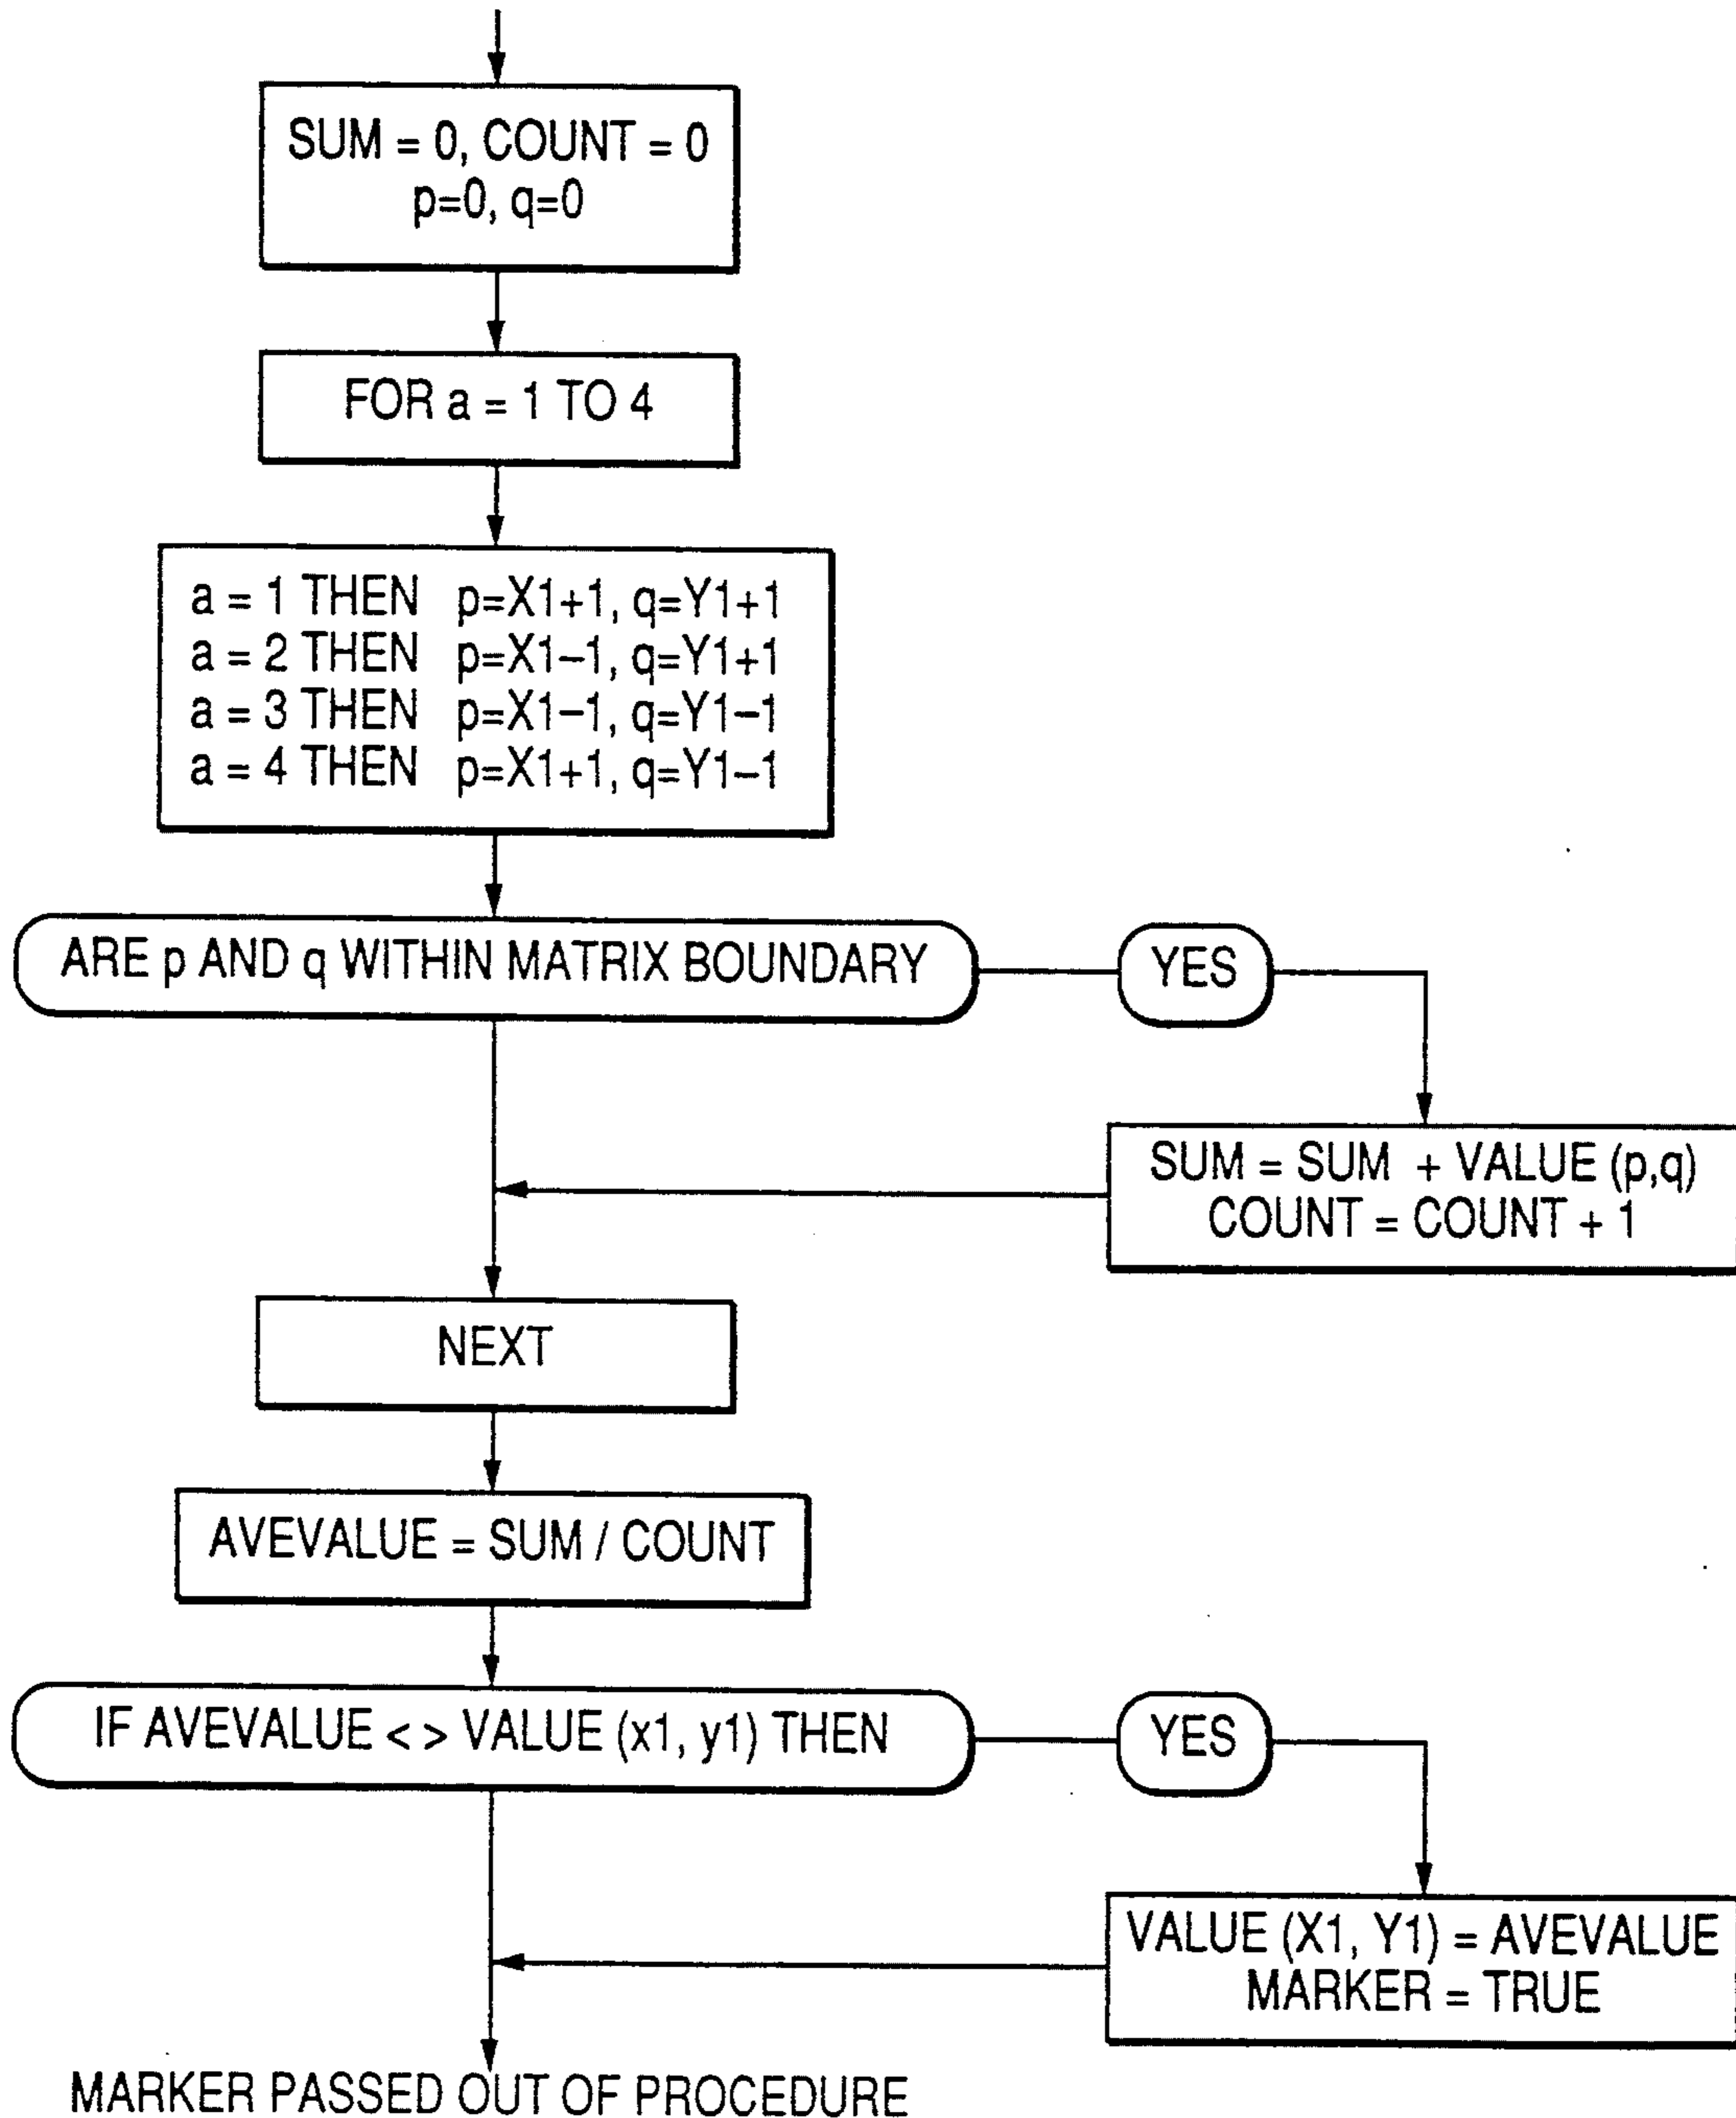 SUM = 0, COUNT = 0
p=0, q=0
FOR a = 1 TO 4
a = 1 THEN p=X1+1, q=Y1+1
a = 2 THEN p=X1–1, q=Y1+1
a = 3 THEN p=X1–1, q=Y1–1
a = 4 THEN p=X1+1, q=Y1–1
ARE p AND q WITHIN MATRIX BOUNDARY
YES
SUM = SUM + VALUE (p,q)
COUNT = COUNT + 1
NEXT
AVEVALUE = SUM / COUNT
IF AVEVALUE < > VALUE (x1, y1) THEN
YES
VALUE (X1, Y1) = AVEVALUE
MARKER = TRUE
MARKER PASSED OUT OF PROCEDURE